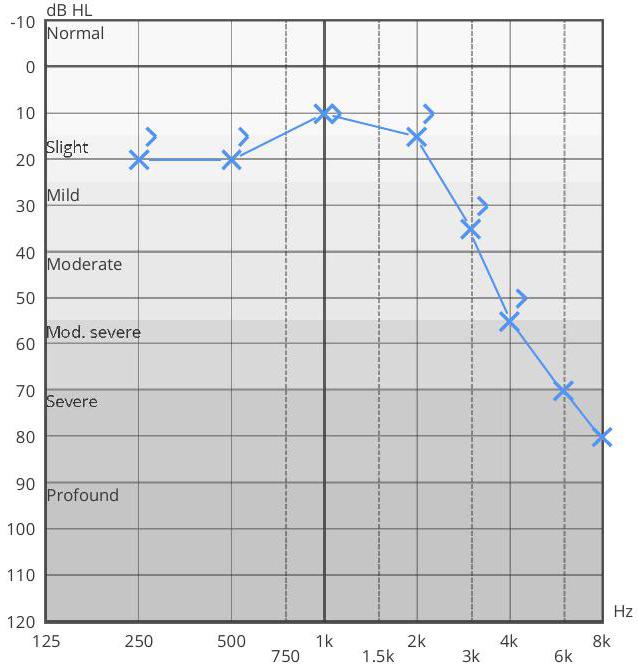 dB HL
-10
Normal
0
10
Slight
20
Mild
30
40
Moderate
50
Mod. severe
60
70
Severe
80
90
Profound
100
110
120
Hz
125 250 500 1k 2k 4k 8k
750 1.5k 3k 6k